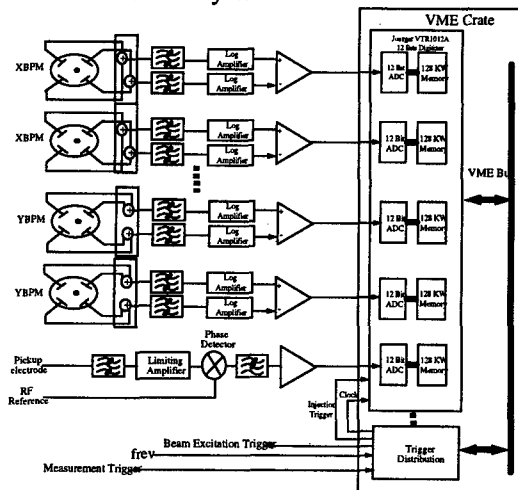 VME Crate
Joerger VTR1012A
12 Bit Digitizer
XBPM
Log
Amplifier
Log
Amplifier
+
-
12 Bit
ADC
128 KW
Memory
XBPM
Log
Amplifier
Log
Amplifier
+
-
12 Bit
ADC
128 KW
Memory
VME Bu
YBPM
Log
Amplifier
Log
Amplifier
+
-
12 Bit
ADC
128 KW
Memory
YBPM
Log
Amplifier
Log
Amplifier
+
-
12 Bit
ADC
128 KW
Memory
Phase
Detector
Pickup
electrode
Limiting
Amplifier
12 Bit
ADC
128 KW
Memory
RF
Reference
Injection
Trigger
Clock
Beam Excitation Trigger
frev
Measurement Trigger
Trigger
Distribution